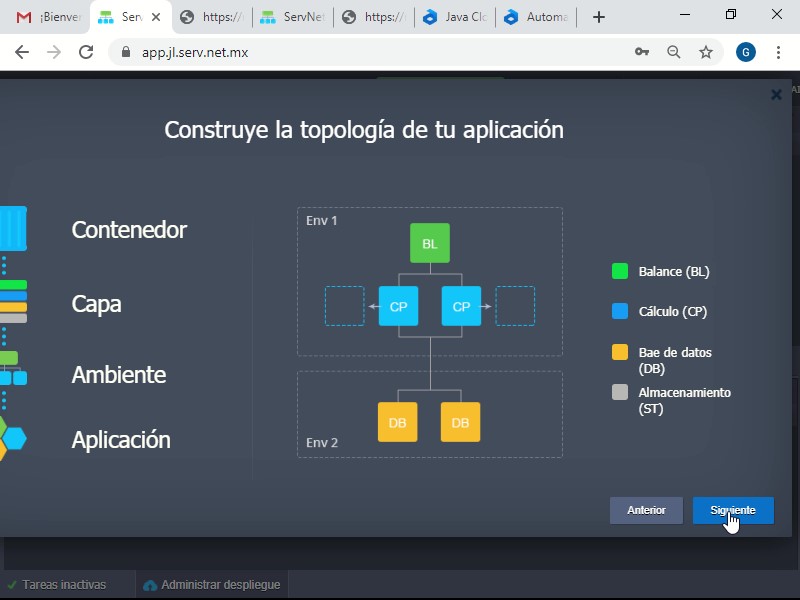 ¡Bienver
Serv
https://
ServNet
https://
Java Clo
Automa
app.jl.serv.net.mx
G
Construye la topología de tu aplicación
Contenedor
Capa
Ambiente
Aplicación
Env 1
BL
CP
CP
DB
DB
Env 2
Balance (BL)
Cálculo (CP)
Bae de datos
(DB)
Almacenamiento
(ST)
Anterior
Siguiente
Tareas inactivas
Administrar despliegue